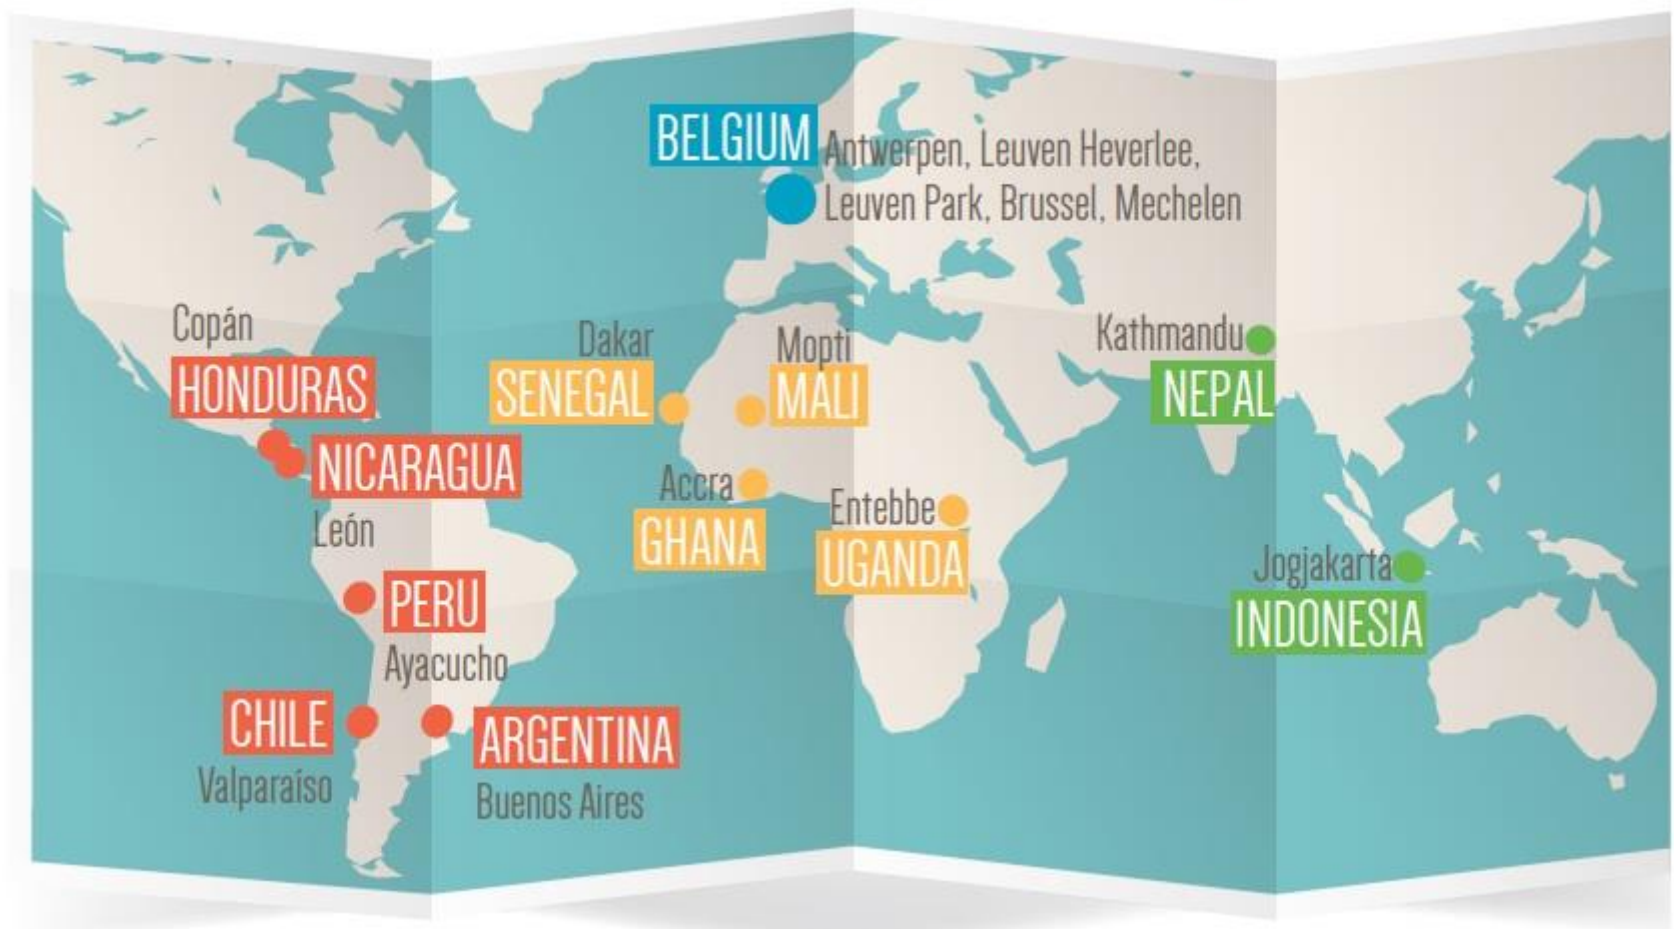 BELGIUM
Antwerpen, Leuven Heverlee,
Leuven Park, Brussel, Mechelen
Copán
HONDURAS
NICARAGUA
León
Dakar
SENEGAL
Mopti
MALI
Accra
GHANA
Entebbe
UGANDA
Kathmandu
NEPAL
Jogjakarta
INDONESIA
PERU
Ayacucho
CHILE
Valparaíso
ARGENTINA
Buenos Aires